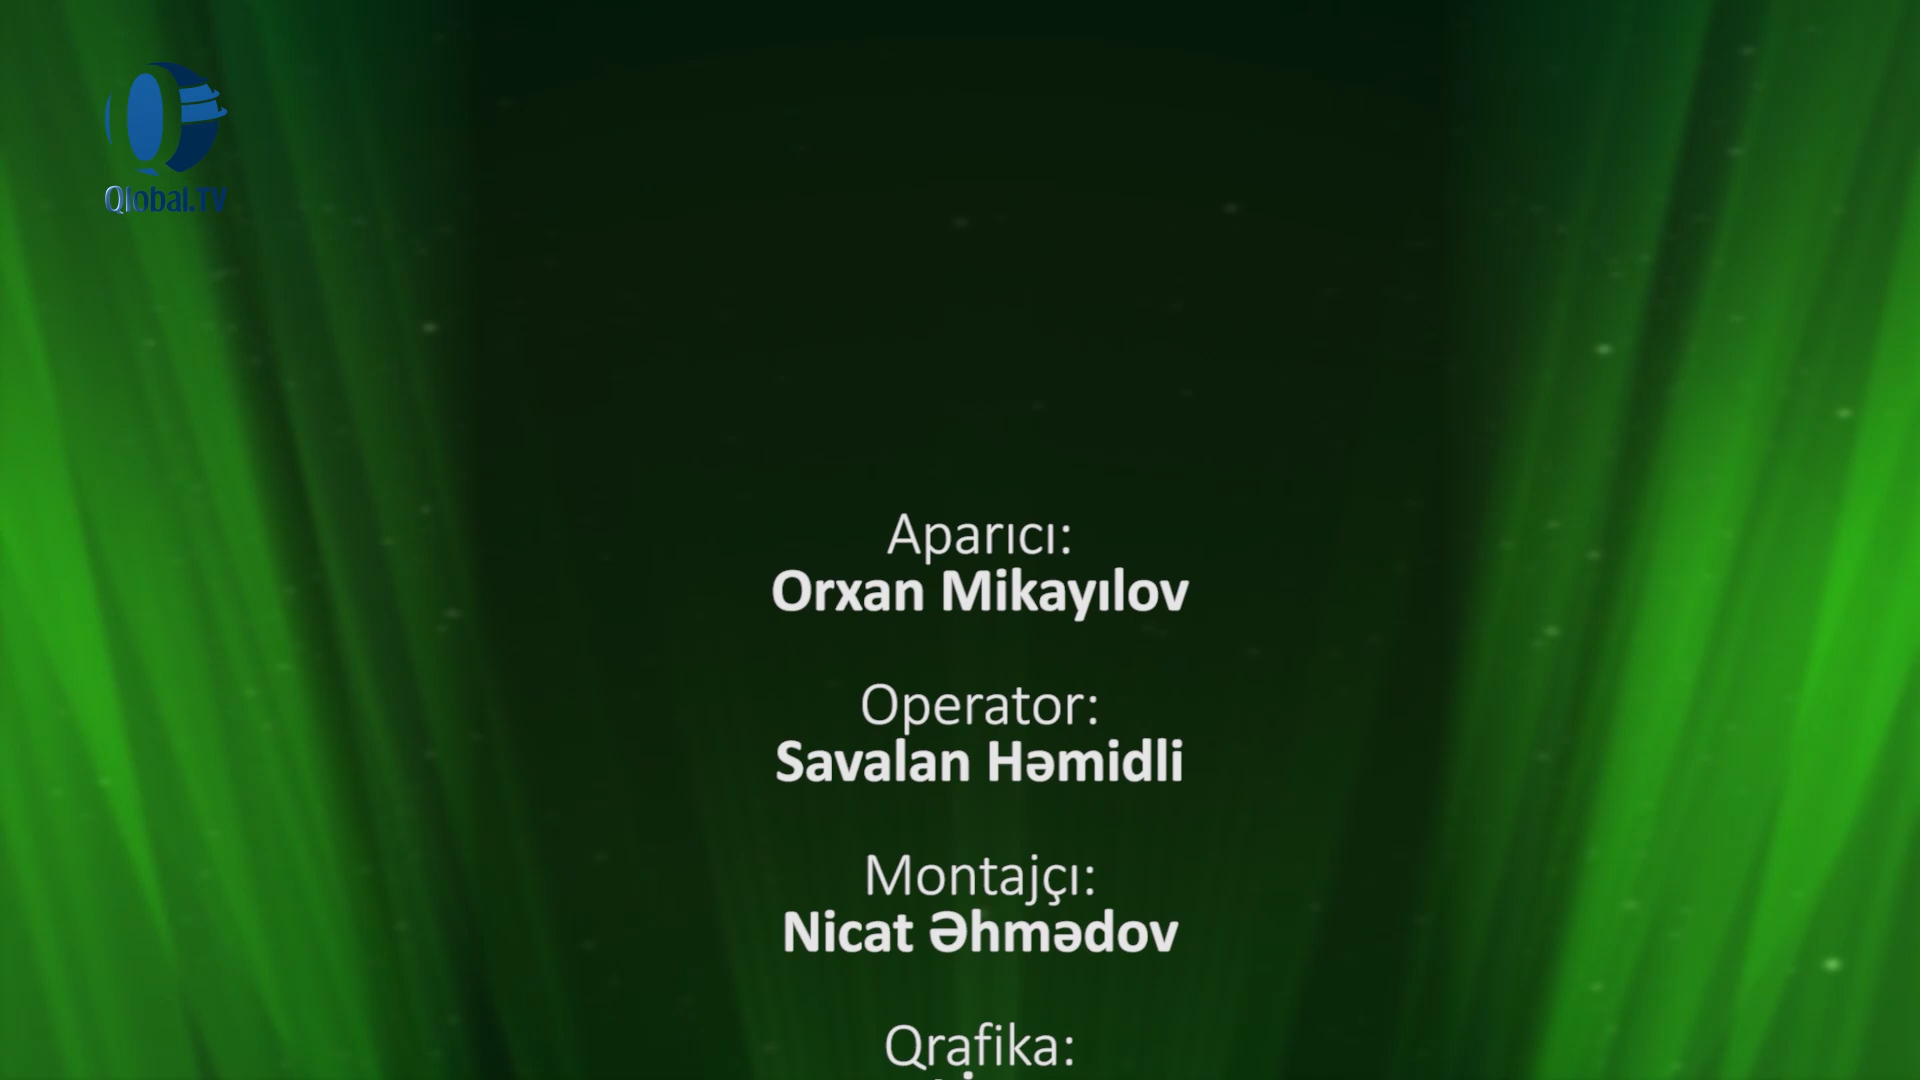 Qlobal.TV
Aparıcı:
Orxan Mikayılov
Operator:
Savalan Həmidli
Montajçı:
Nicat Əhmədov
Qrafika: